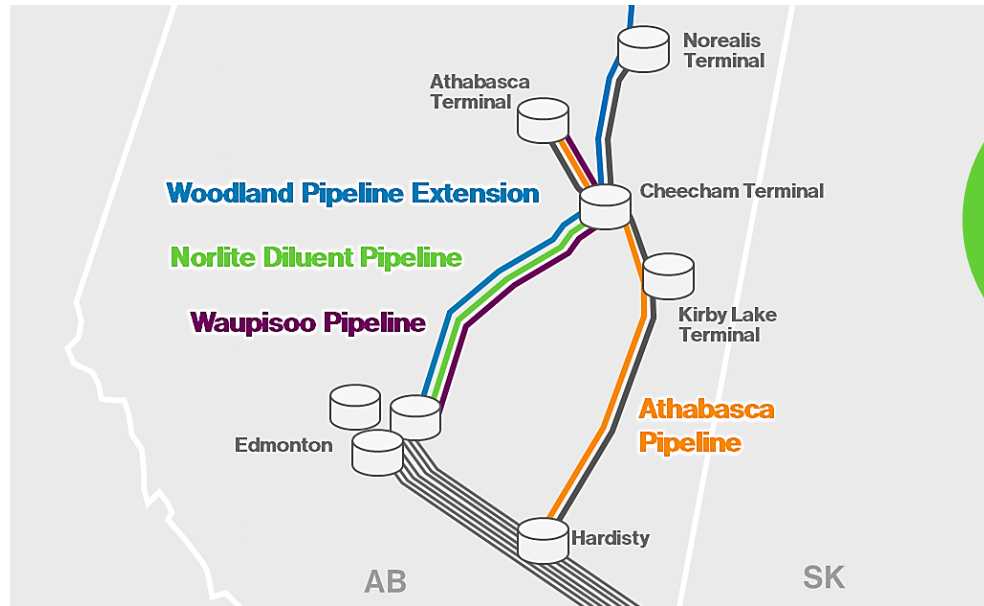 Norealis
Terminal
Athabasca
Terminal
Woodland Pipeline Extension
Cheecham Terminal
Norlite Diluent Pipeline
Waupisoo Pipeline
Kirby Lake
Terminal
Athabasca
Pipeline
Edmonton
Hardisty
AB
SK